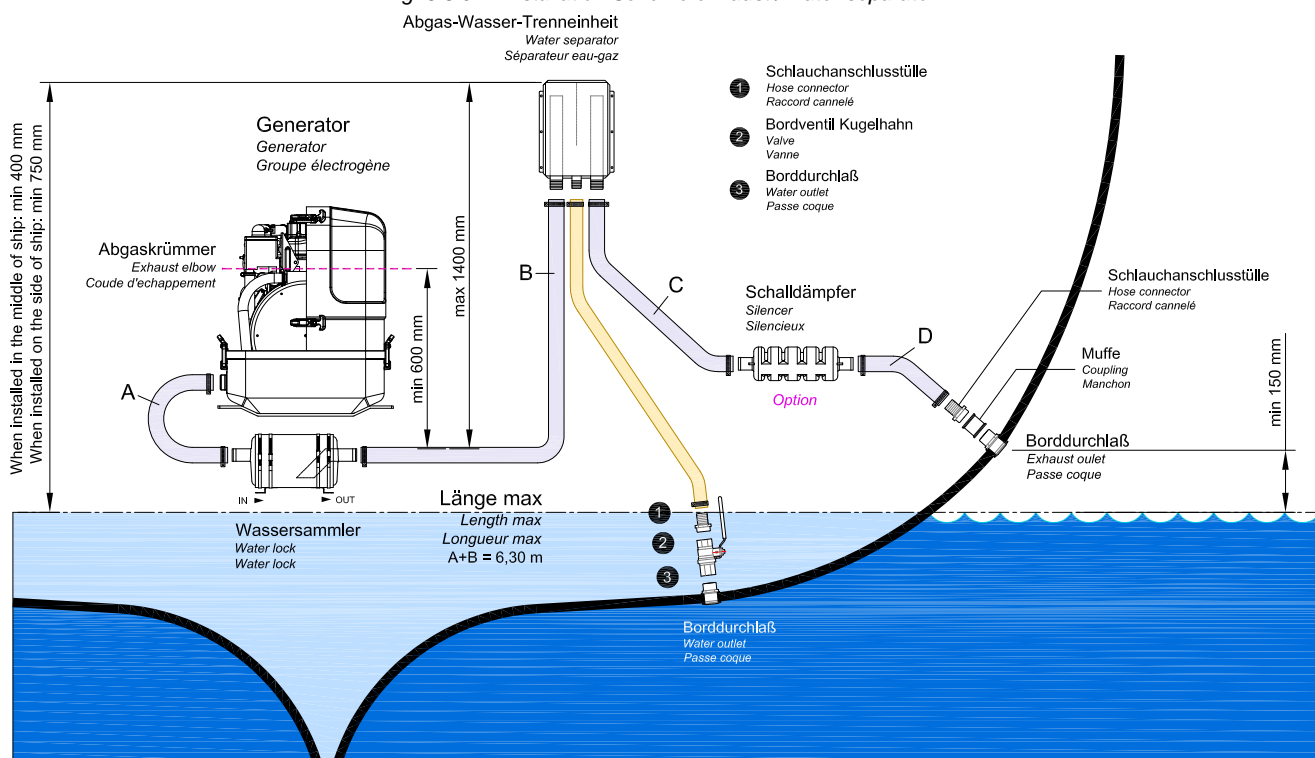 Abgas-Wasser-Trenneinheit
Water separator
Séparateur eau-gaz
When installed in the middle of ship: min 400 mm
When installed on the side of ship: min 750 mm
Generator
Generator
Groupe électrogène
Abgaskrümmer
Exhaust elbow
Coude d'echappement
min 600 mm
max 1400 mm
A
B
C
D
1 Schlauchanschlusstülle
Hose connector
Raccord cannelé
2 Bordventil Kugelhahn
Valve
Vanne
3 Borddurchlaß
Water outlet
Passe coque
Schalldämpfer
Silencer
Silencieux
Option
Schlauchanschlusstülle
Hose connector
Raccord cannelé
Muffe
Coupling
Manchon
min 150 mm
Borddurchlaß
Exhaust oulet
Passe coque
IN
OUT
Wassersammler
Water lock
Water lock
Länge max
Length max
Longueur max
A+B = 6,30 m
1
2
3
Borddurchlaß
Water outlet
Passe coque